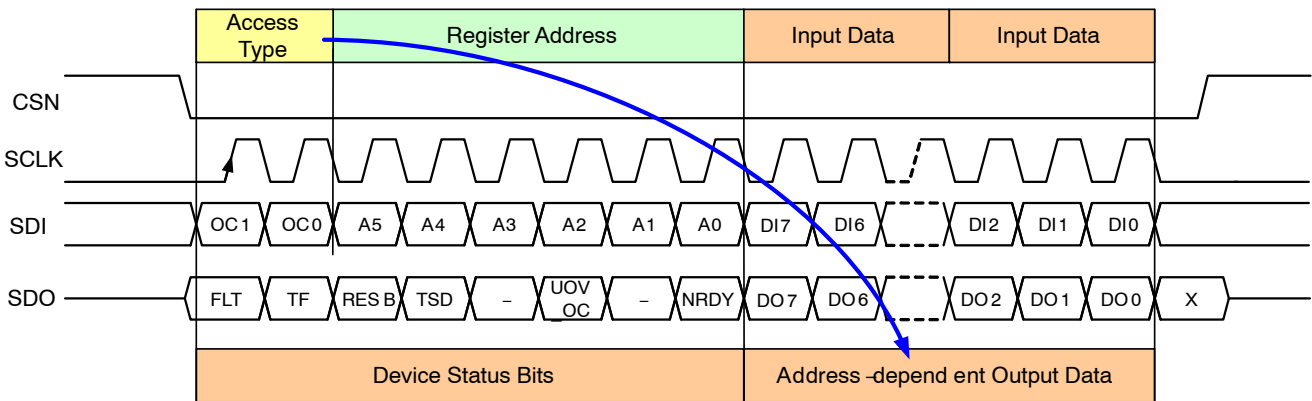 Access
Type
Register Address
Input Data
Input Data
CSN
SCLK
SDI
OC1 OC0 A5 A4 A3 A2 A1 A0 DI7 DI6 DI2 DI1 DI0
SDO
FLT TF RESB TSD – UOV
_OC – NRDY DO7 DO6 DO2 DO1 DO0 X
Device Status Bits
Address –depend ent Output Data